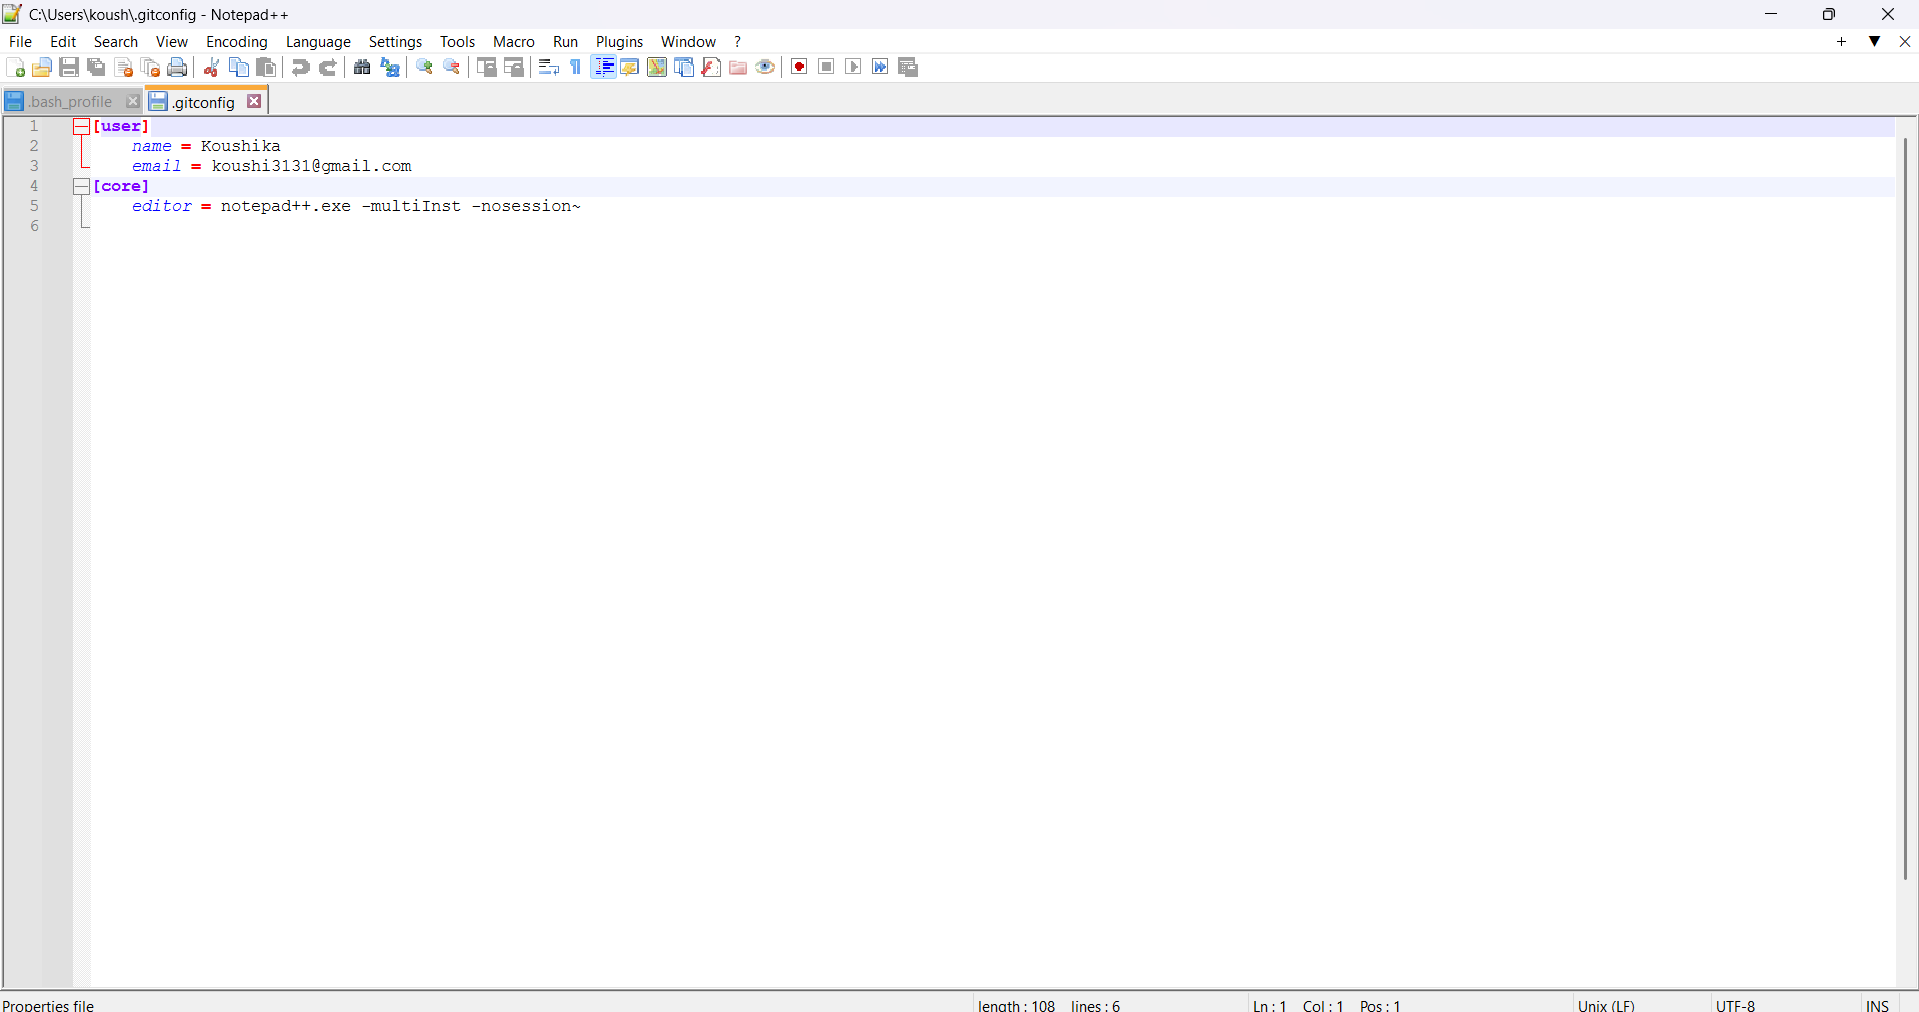 C:\Users\koush\.gitconfig - Notepad++
File Edit Search View Encoding Language Settings Tools Macro Run Plugins Window ?
.bash_profile .gitconfig
1 [user]
2 name = Koushika
3 email = koushi3131@gmail.com
4 [core]
5 editor = notepad++.exe -multiInst -nosession~
6
Properties file length : 108 lines : 6 Ln : 1 Col : 1 Pos : 1 Unix (LF) UTF-8 INS